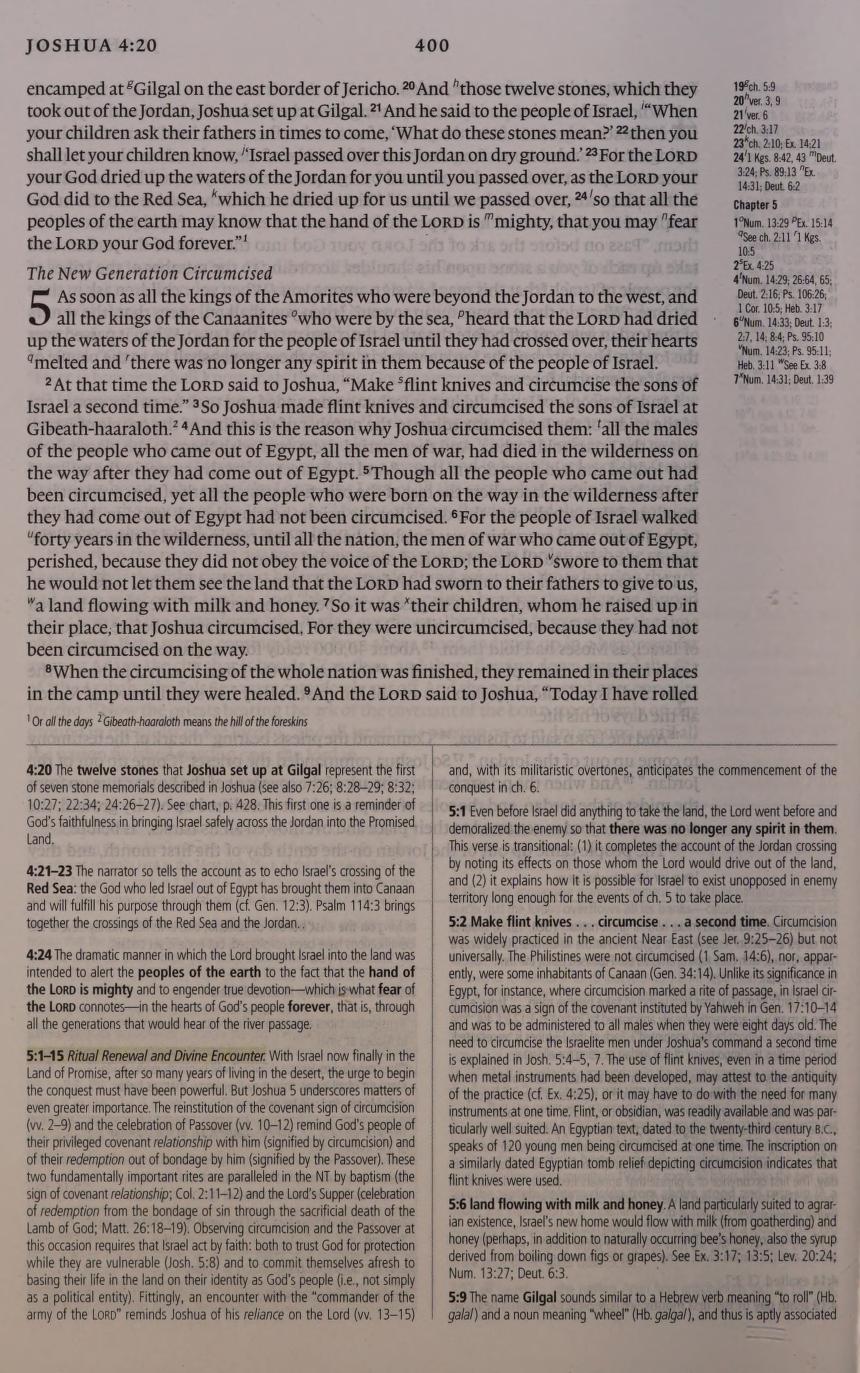 JOSHUA 4:20
400
encamped at gGilgal on the east border of Jericho. 20 And hthose twelve stones, which they
took out of the Jordan, Joshua set up at Gilgal. 21 And he said to the people of Israel, i“When
your children ask their fathers in times to come, ‘What do these stones mean?’ 22 then you
shall let your children know, j‘Israel passed over this Jordan on dry ground.’ 23 For the LORD
your God dried up the waters of the Jordan for you until you passed over, as the LORD your
God did to the Red Sea, kwhich he dried up for us until we passed over, 24 lso that all the
peoples of the earth may know that the hand of the LORD is mmighty, that you may nfear
the LORD your God forever.”1
The New Generation Circumcised
5 As soon as all the kings of the Amorites who were beyond the Jordan to the west, and
all the kings of the Canaanites owho were by the sea, pheard that the LORD had dried
up the waters of the Jordan for the people of Israel until they had crossed over, their hearts
qmelted and rthere was no longer any spirit in them because of the people of Israel.
2 At that time the LORD said to Joshua, “Make sflint knives and circumcise the sons of
Israel a second time.” 3 So Joshua made flint knives and circumcised the sons of Israel at
Gibeath-haaraloth.2 4 And this is the reason why Joshua circumcised them: tall the males
of the people who came out of Egypt, all the men of war, had died in the wilderness on
the way after they had come out of Egypt. 5 Though all the people who came out had
been circumcised, yet all the people who were born on the way in the wilderness after
they had come out of Egypt had not been circumcised. 6 For the people of Israel walked
uforty years in the wilderness, until all the nation, the men of war who came out of Egypt,
perished, because they did not obey the voice of the LORD; the LORD vswore to them that
he would not let them see the land that the LORD had sworn to their fathers to give to us,
wa land flowing with milk and honey. 7 So it was xtheir children, whom he raised up in
their place, that Joshua circumcised. For they were uncircumcised, because they had not
been circumcised on the way.
8 When the circumcising of the whole nation was finished, they remained in their places
in the camp until they were healed. 9 And the LORD said to Joshua, “Today I have rolled
1 Or all the days 2 Gibeath-haaraloth means the hill of the foreskins
19 gch. 5:9
20 hver. 3, 9
21 iver. 6
22 jch. 3:17
23 kch. 2:10; Ex. 14:21
24 l1 Kgs. 8:42, 43 mDeut.
3:24; Ps. 89:13 nEx.
14:31; Deut. 6:2
Chapter 5
1 oNum. 13:29 pEx. 15:14
qSee ch. 2:11 r1 Kgs.
10:5
2 sEx. 4:25
4 tNum. 14:29; 26:64, 65;
Deut. 2:16; Ps. 106:26;
1 Cor. 10:5; Heb. 3:17
6 uNum. 14:33; Deut. 1:3;
2:7, 14; 8:4; Ps. 95:10
vNum. 14:23; Ps. 95:11;
Heb. 3:11 wSee Ex. 3:8
7 xNum. 14:31; Deut. 1:39
4:20 The twelve stones that Joshua set up at Gilgal represent the first
of seven stone memorials described in Joshua (see also 7:26; 8:28–29; 8:32;
10:27; 22:34; 24:26–27). See chart, p. 428. This first one is a reminder of
God’s faithfulness in bringing Israel safely across the Jordan into the Promised
Land.
4:21–23 The narrator so tells the account as to echo Israel’s crossing of the
Red Sea: the God who led Israel out of Egypt has brought them into Canaan
and will fulfill his purpose through them (cf. Gen. 12:3). Psalm 114:3 brings
together the crossings of the Red Sea and the Jordan.
4:24 The dramatic manner in which the Lord brought Israel into the land was
intended to alert the peoples of the earth to the fact that the hand of
the LORD is mighty and to engender true devotion—which is what fear of
the LORD connotes—in the hearts of God’s people forever, that is, through
all the generations that would hear of the river passage.
5:1–15 Ritual Renewal and Divine Encounter. With Israel now finally in the
Land of Promise, after so many years of living in the desert, the urge to begin
the conquest must have been powerful. But Joshua 5 underscores matters of
even greater importance. The reinstitution of the covenant sign of circumcision
(vv. 2–9) and the celebration of Passover (vv. 10–12) remind God’s people of
their privileged covenant relationship with him (signified by circumcision) and
of their redemption out of bondage by him (signified by the Passover). These
two fundamentally important rites are paralleled in the NT by baptism (the
sign of covenant relationship; Col. 2:11–12) and the Lord’s Supper (celebration
of redemption from the bondage of sin through the sacrificial death of the
Lamb of God; Matt. 26:18–19). Observing circumcision and the Passover at
this occasion requires that Israel act by faith: both to trust God for protection
while they are vulnerable (Josh. 5:8) and to commit themselves afresh to
basing their life in the land on their identity as God’s people (i.e., not simply
as a political entity). Fittingly, an encounter with the “commander of the
army of the LORD” reminds Joshua of his reliance on the Lord (vv. 13–15)
and, with its militaristic overtones, anticipates the commencement of the
conquest in ch. 6.
5:1 Even before Israel did anything to take the land, the Lord went before and
demoralized the enemy so that there was no longer any spirit in them.
This verse is transitional: (1) it completes the account of the Jordan crossing
by noting its effects on those whom the Lord would drive out of the land,
and (2) it explains how it is possible for Israel to exist unopposed in enemy
territory long enough for the events of ch. 5 to take place.
5:2 Make flint knives . . . circumcise . . . a second time. Circumcision
was widely practiced in the ancient Near East (see Jer. 9:25–26) but not
universally. The Philistines were not circumcised (1 Sam. 14:6), nor, appar-
ently, were some inhabitants of Canaan (Gen. 34:14). Unlike its significance in
Egypt, for instance, where circumcision marked a rite of passage, in Israel cir-
cumcision was a sign of the covenant instituted by Yahweh in Gen. 17:10–14
and was to be administered to all males when they were eight days old. The
need to circumcise the Israelite men under Joshua’s command a second time
is explained in Josh. 5:4–5, 7. The use of flint knives, even in a time period
when metal instruments had been developed, may attest to the antiquity
of the practice (cf. Ex. 4:25), or it may have to do with the need for many
instruments at one time. Flint, or obsidian, was readily available and was par-
ticularly well suited. An Egyptian text, dated to the twenty-third century B.C.,
speaks of 120 young men being circumcised at one time. The inscription on
a similarly dated Egyptian tomb relief depicting circumcision indicates that
flint knives were used.
5:6 land flowing with milk and honey. A land particularly suited to agrar-
ian existence, Israel’s new home would flow with milk (from goatherding) and
honey (perhaps, in addition to naturally occurring bee’s honey, also the syrup
derived from boiling down figs or grapes). See Ex. 3:17; 13:5; Lev. 20:24;
Num. 13:27; Deut. 6:3.
5:9 The name Gilgal sounds similar to a Hebrew verb meaning “to roll” (Hb.
galal) and a noun meaning “wheel” (Hb. galgal), and thus is aptly associated